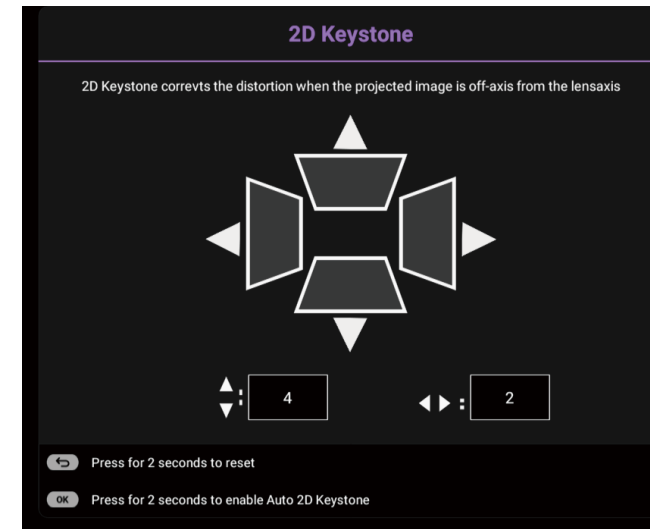 2D Keystone
2D Keystone correvts the distortion when the projected image is off-axis from the lensaxis
: 4
: 2
Press for 2 seconds to reset
OK Press for 2 seconds to enable Auto 2D Keystone